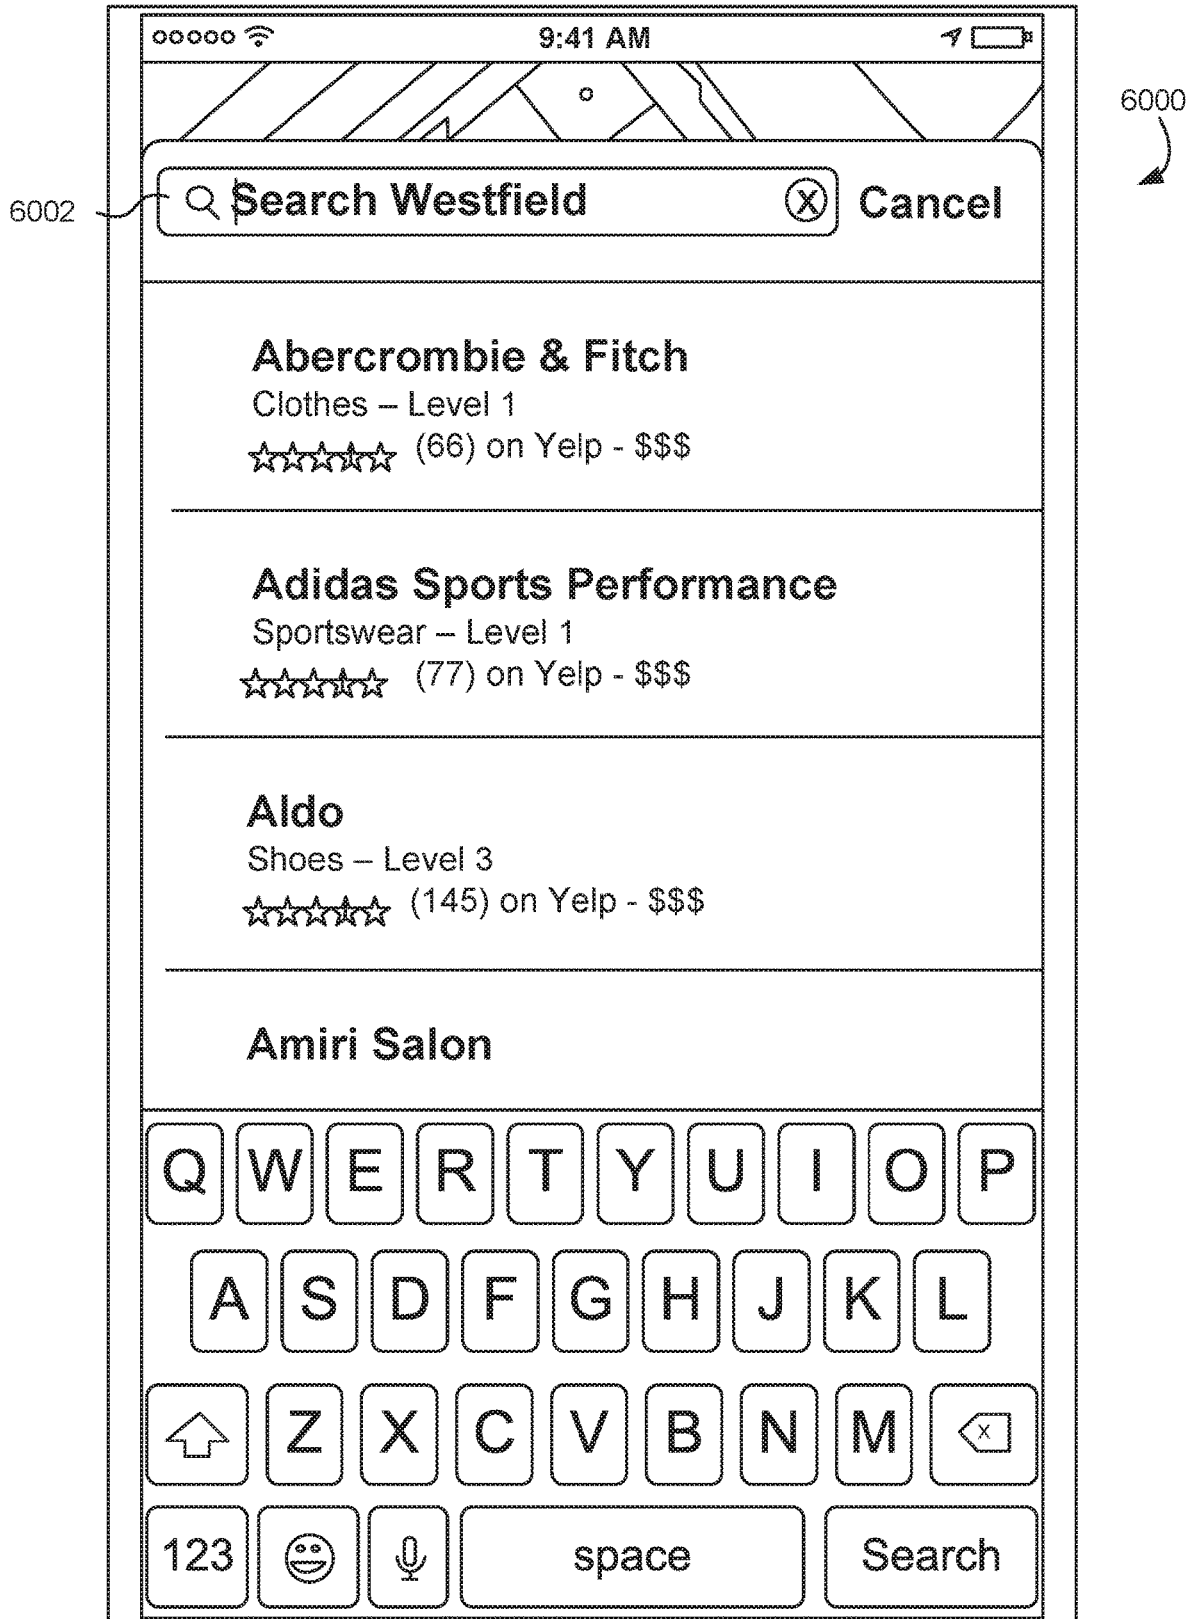 9:41 AM
6000
6002
Search Westfield
X
Cancel
Abercrombie & Fitch
Clothes – Level 1
(66) on Yelp - $$$
Adidas Sports Performance
Sportswear – Level 1
(77) on Yelp - $$$
Aldo
Shoes – Level 3
(145) on Yelp - $$$
Amiri Salon
Q W E R T Y U I O P
A S D F G H J K L
Z X C V B N M X
123 space Search